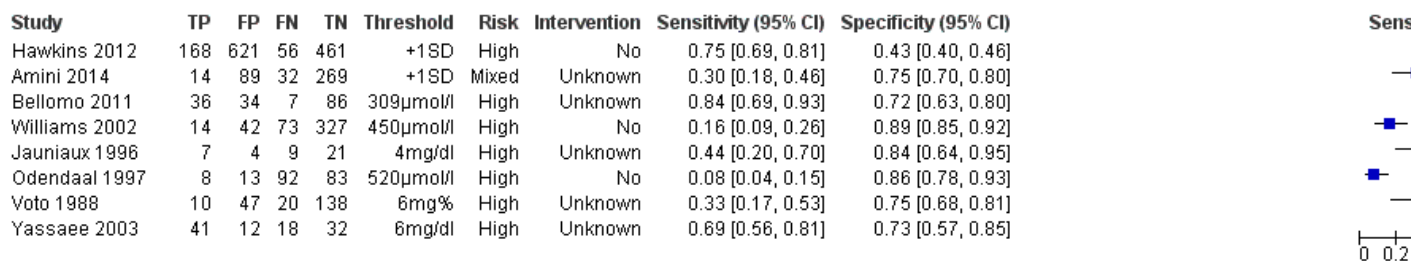 Study TP FP FN TN Threshold Risk Intervention Sensitivity (95% CI) Specificity (95% CI) Sens
Hawkins 2012 168 621 56 461 +1SD High No 0.75 [0.69, 0.81] 0.43 [0.40, 0.46]
Amini 2014 14 89 32 269 +1SD Mixed Unknown 0.30 [0.18, 0.46] 0.75 [0.70, 0.80]
Bellomo 2011 36 34 7 86 309µmol/l High Unknown 0.84 [0.69, 0.93] 0.72 [0.63, 0.80]
Williams 2002 14 42 73 327 450µmol/l High No 0.16 [0.09, 0.26] 0.89 [0.85, 0.92]
Jauniaux 1996 7 4 9 21 4mg/dl High Unknown 0.44 [0.20, 0.70] 0.84 [0.64, 0.95]
Odendaal 1997 8 13 92 83 520µmol/l High No 0.08 [0.04, 0.15] 0.86 [0.78, 0.93]
Voto 1988 10 47 20 138 6mg% High Unknown 0.33 [0.17, 0.53] 0.75 [0.68, 0.81]
Yassaee 2003 41 12 18 32 6mg/dl High Unknown 0.69 [0.56, 0.81] 0.73 [0.57, 0.85]
0 0.2